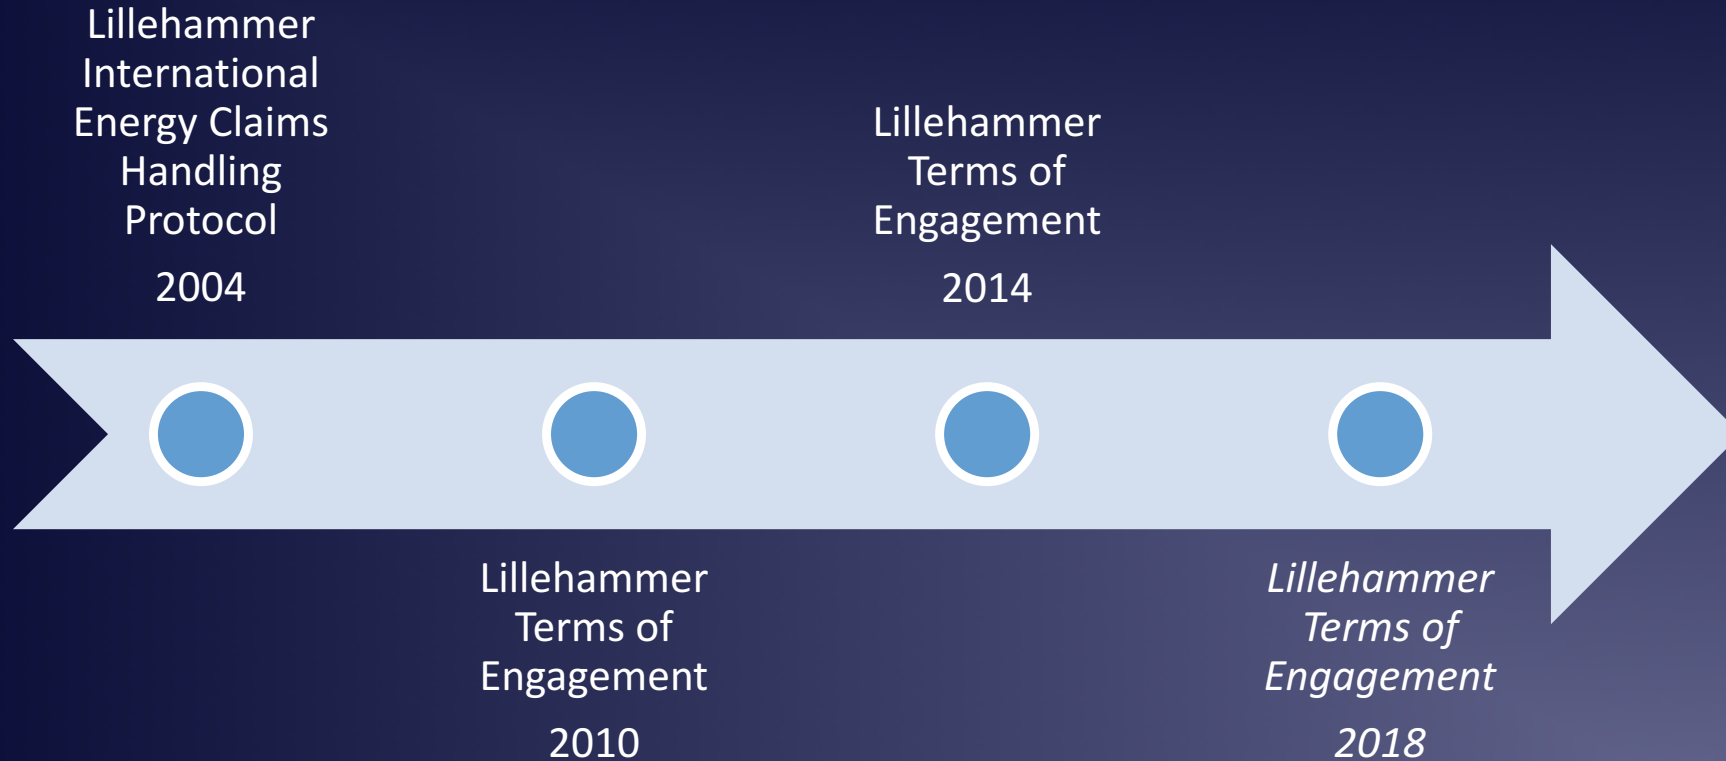 Lillehammer
International
Energy Claims
Handling
Protocol
2004
Lillehammer
Terms of
Engagement
2010
Lillehammer
Terms of
Engagement
2014
Lillehammer
Terms of
Engagement
2018